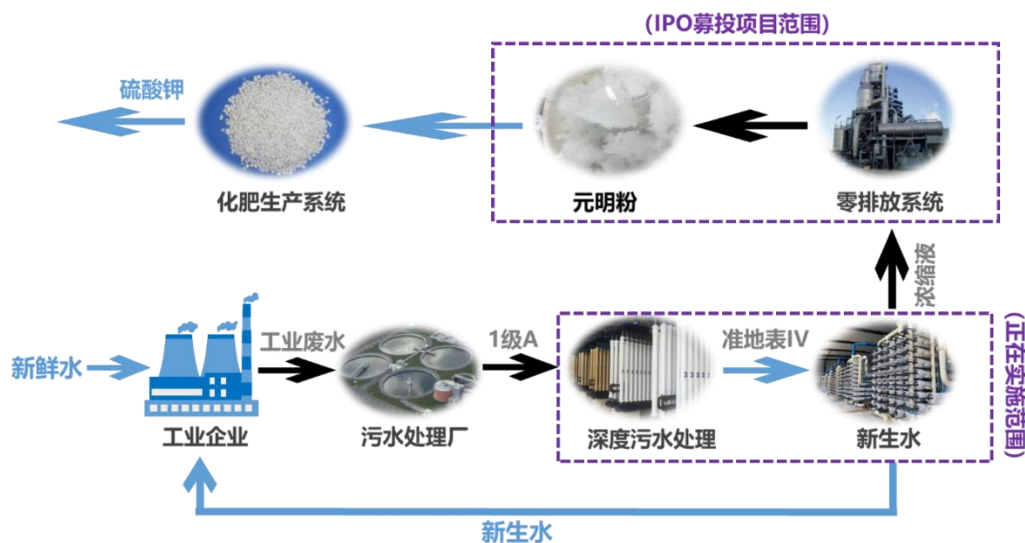 (IPO募投项目范围)
硫酸钾
化肥生产系统
元明粉
零排放系统
浓缩液
新鲜水
工业废水
1级A
准地表IV
(正在实施范围)
工业企业
污水处理厂
深度污水处理
新生水
新生水